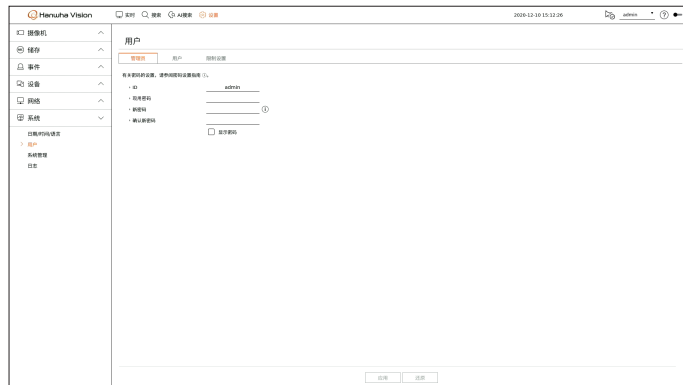 Hanwha Vision
实时 搜索 AI搜索 设置
2026-12-10 15:12:26
admin
摄像机
储存
事件
设备
网络
系统
日期/时间/语言
用户
系统管理
日志
用户
管理员 用户 限制设置
有关密码的设置，请参阅密码设置指南
ID admin
现用密码
新密码
确认新密码
显示密码
应用 还原